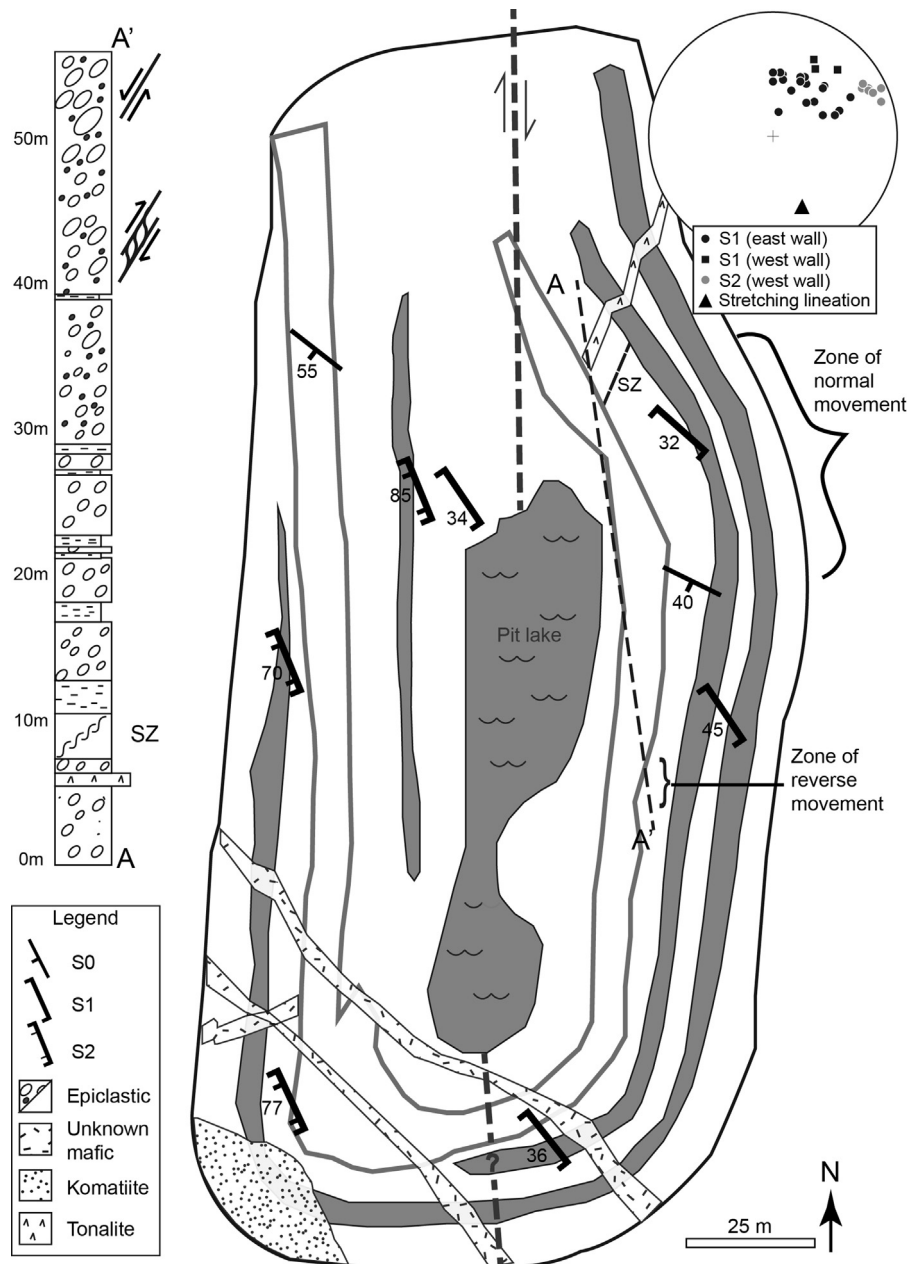 A'
50m
40m
30m
20m
10m
SZ
0m
A
Legend
S0
S1
S2
Epiclastic
Unknown
mafic
Komatiite
Tonalite
S1 (east wall)
S1 (west wall)
S2 (west wall)
Stretching lineation
A
55
SZ
Zone of
normal
movement
32
85
34
40
Pit lake
70
45
Zone of
reverse
movement
A'
77
36
?
N
25 m